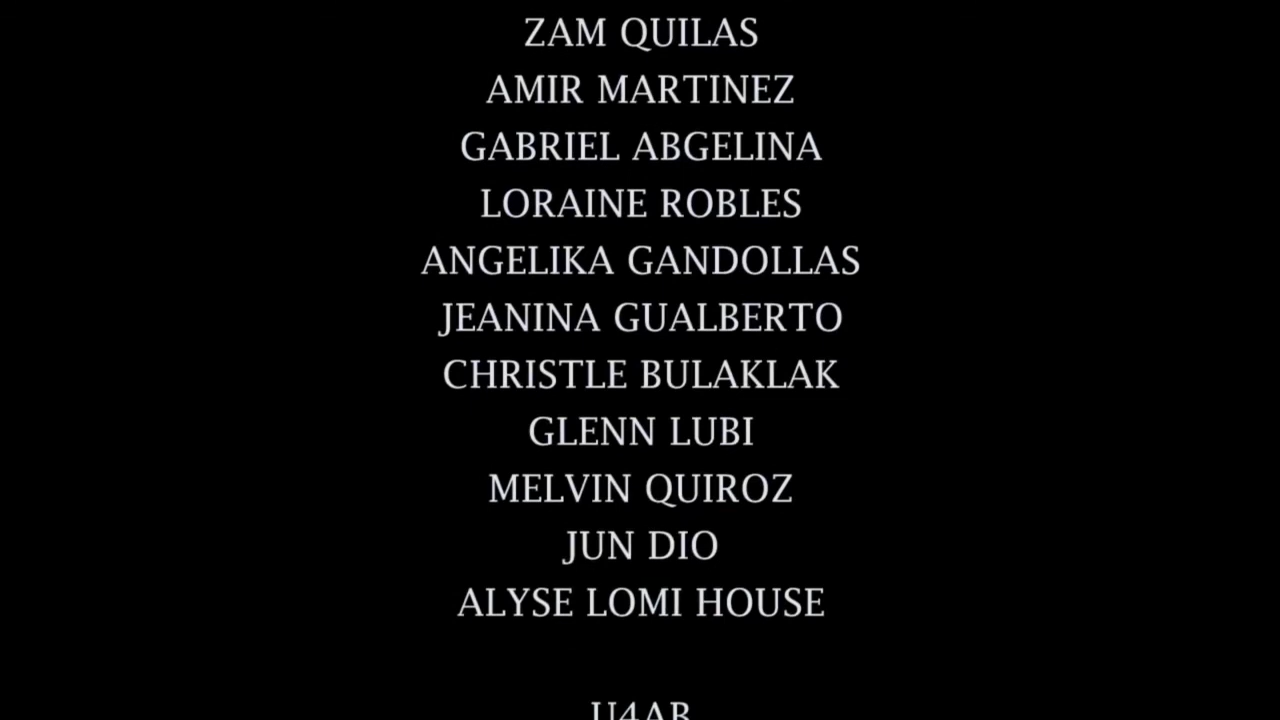 ZAM QUILAS
AMIR MARTINEZ
GABRIEL ABGELINA
LORAINE ROBLES
ANGELIKA GANDOLLAS
JEANINA GUALBERTO
CHRISTLE BULAKLAK
GLENN LUBI
MELVIN QUIROZ
JUN DIO
ALYSE LOMI HOUSE